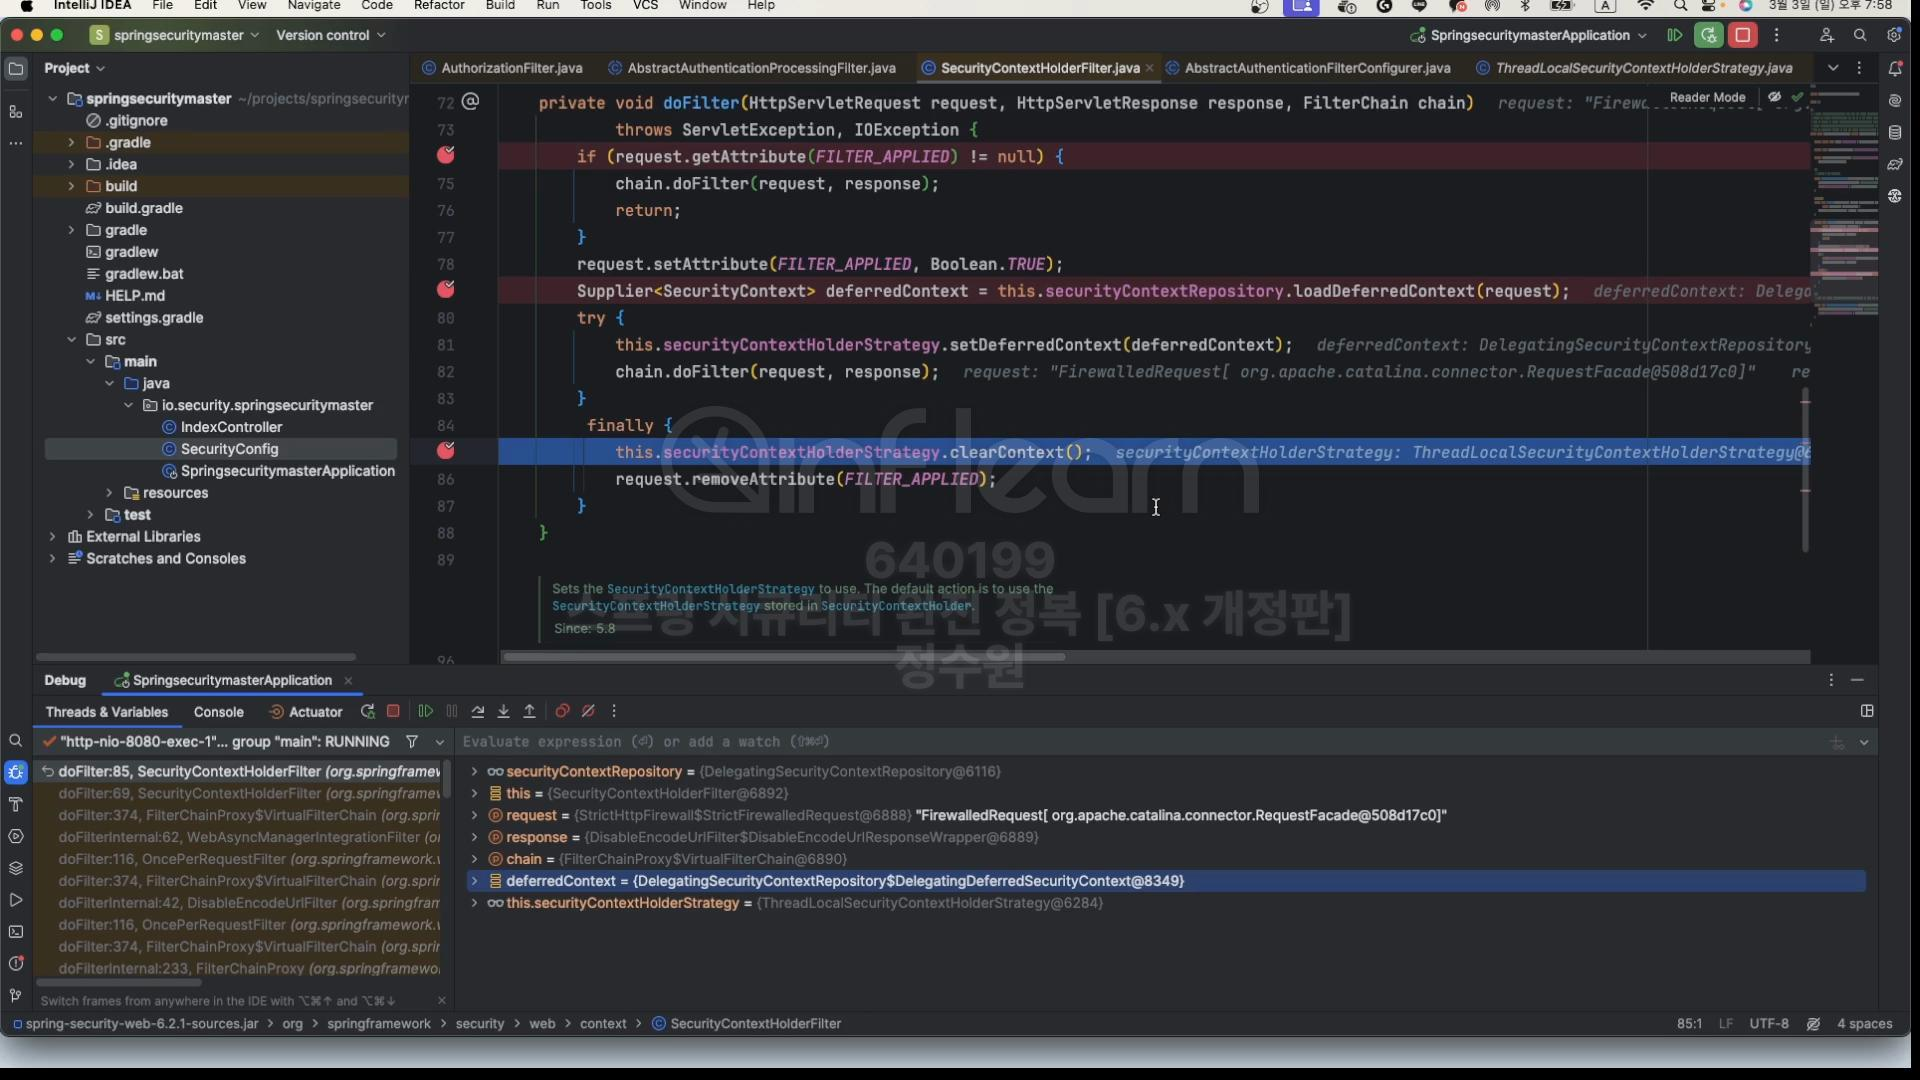 IntelliJ IDEA File Edit View Navigate Code Refactor Build Run Tools VCS Window Help
A 3월 3일 (일) 오후 7:58
S springsecuritymaster Version control
SpringsecuritymasterApplication
Project
springsecuritymaster ~/projects/springsecurityr
.gitignore
.gradle
.idea
build
build.gradle
gradle
gradlew
gradlew.bat
HELP.md
settings.gradle
src
main
java
io.security.springsecuritymaster
IndexController
SecurityConfig
SpringsecuritymasterApplication
resources
test
External Libraries
Scratches and Consoles
AuthorizationFilter.java AbstractAuthenticationProcessingFilter.java SecurityContextHolderFilter.java AbstractAuthenticationFilterConfigurer.java ThreadLocalSecurityContextHolderStrategy.java
Reader Mode
72 @ private void doFilter(HttpServletRequest request, HttpServletResponse response, FilterChain chain) request: "Firew
73 throws ServletException, IOException {
if (request.getAttribute(FILTER_APPLIED) != null) {
75 chain.doFilter(request, response);
76 return;
77 }
78 request.setAttribute(FILTER_APPLIED, Boolean.TRUE);
Supplier<SecurityContext> deferredContext = this.securityContextRepository.loadDeferredContext(request); deferredContext: Deleg
80 try {
81 this.securityContextHolderStrategy.setDeferredContext(deferredContext); deferredContext: DelegatingSecurityContextRepository
82 chain.doFilter(request, response); request: "FirewalledRequest[ org.apache.catalina.connector.RequestFacade@508d17c0]" re
83 }
84 finally {
this.securityContextHolderStrategy.clearContext(); securityContextHolderStrategy: ThreadLocalSecurityContextHolderStrategy@6
86 request.removeAttribute(FILTER_APPLIED);
87 }
88 }
89
Sets the SecurityContextHolderStrategy to use. The default action is to use the
SecurityContextHolderStrategy stored in SecurityContextHolder.
Since: 5.8
96
inflearn
640199
스프링 시큐리티 완전 정복 [6.x 개정판]
정수원
Debug SpringsecuritymasterApplication
Threads & Variables Console Actuator
"http-nio-8080-exec-1"... group "main": RUNNING
doFilter:85, SecurityContextHolderFilter (org.springframew
doFilter:69, SecurityContextHolderFilter (org.springframew
doFilter:374, FilterChainProxy$VirtualFilterChain (org.spri
doFilterInternal:62, WebAsyncManagerIntegrationFilter (or
doFilter:116, OncePerRequestFilter (org.springframework.w
doFilter:374, FilterChainProxy$VirtualFilterChain (org.spri
doFilterInternal:42, DisableEncodeUrlFilter (org.springfram
doFilter:116, OncePerRequestFilter (org.springframework.w
doFilter:374, FilterChainProxy$VirtualFilterChain (org.spri
doFilterInternal:233, FilterChainProxy (org.springframewo
Switch frames from anywhere in the IDE with ⌥⌘↑ and ⌥⌘↓
Evaluate expression (⏎) or add a watch (⇧⌘⏎)
securityContextRepository = {DelegatingSecurityContextRepository@6116}
this = {SecurityContextHolderFilter@6892}
request = {StrictHttpFirewall$StrictFirewalledRequest@6888} "FirewalledRequest[ org.apache.catalina.connector.RequestFacade@508d17c0]"
response = {DisableEncodeUrlFilter$DisableEncodeUrlResponseWrapper@6889}
chain = {FilterChainProxy$VirtualFilterChain@6890}
deferredContext = {DelegatingSecurityContextRepository$DelegatingDeferredSecurityContext@8349}
this.securityContextHolderStrategy = {ThreadLocalSecurityContextHolderStrategy@6284}
spring-security-web-6.2.1-sources.jar > org > springframework > security > web > context > SecurityContextHolderFilter
85:1 LF UTF-8 4 spaces